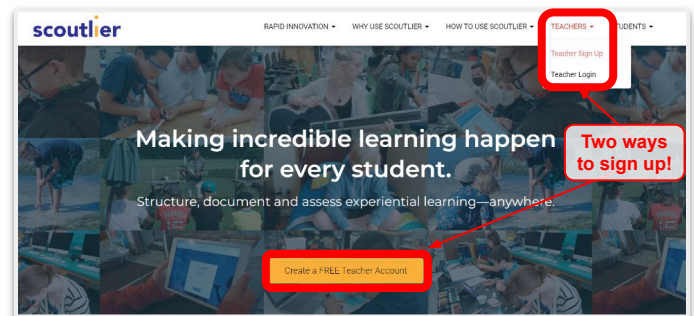 scoutlier
RAPID INNOVATION
WHY USE SCOUTLIER
HOW TO USE SCOUTLIER
TEACHERS
UDENTS
Teacher Sign Up
Teacher Login
Making incredible learning happen
for every student.
Two ways
to sign up!
Structure, document and assess experiential learning—anywhere.
Create a FREE Teacher Account